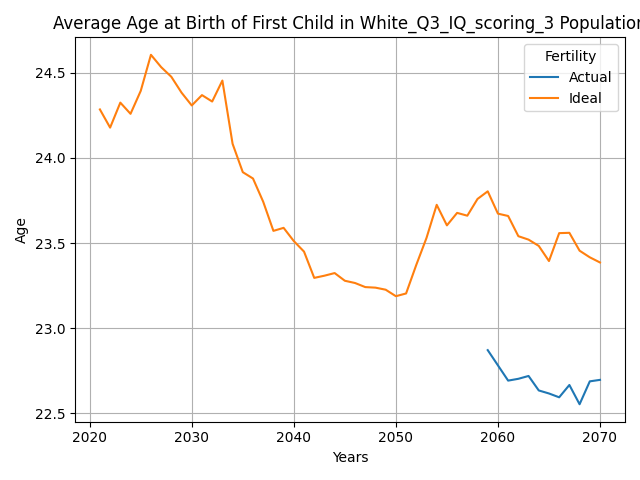 Average Age at Birth of First Child in White_Q3_IQ_scoring_3 Population
Fertility
Actual
Ideal
24.5
24.0
23.5
23.0
22.5
Age
2020 2030 2040 2050 2060 2070
Years